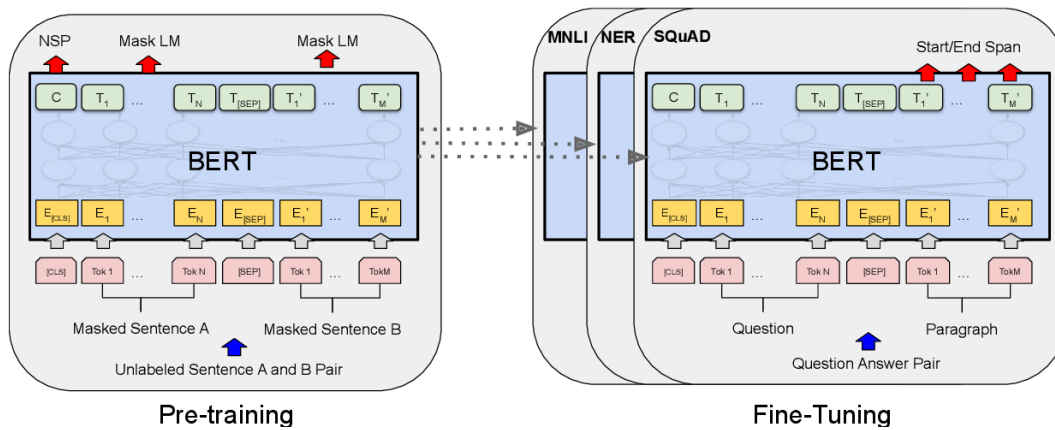 NSP Mask LM Mask LM
C T1 ... TN T[SEP] T1' ... TM'
BERT
E[CLS] E1 ... EN E[SEP] E1' ... EM'
[CLS] Tok 1 ... Tok N [SEP] Tok 1 ... TokM
Masked Sentence A Masked Sentence B
Unlabeled Sentence A and B Pair
Pre-training
MNLI NER SQuAD
Start/End Span
C T1 ... TN T[SEP] T1' ... TM'
BERT
E[CLS] E1 ... EN E[SEP] E1' ... EM'
[CLS] Tok 1 ... Tok N [SEP] Tok 1 ... TokM
Question Paragraph
Question Answer Pair
Fine-Tuning